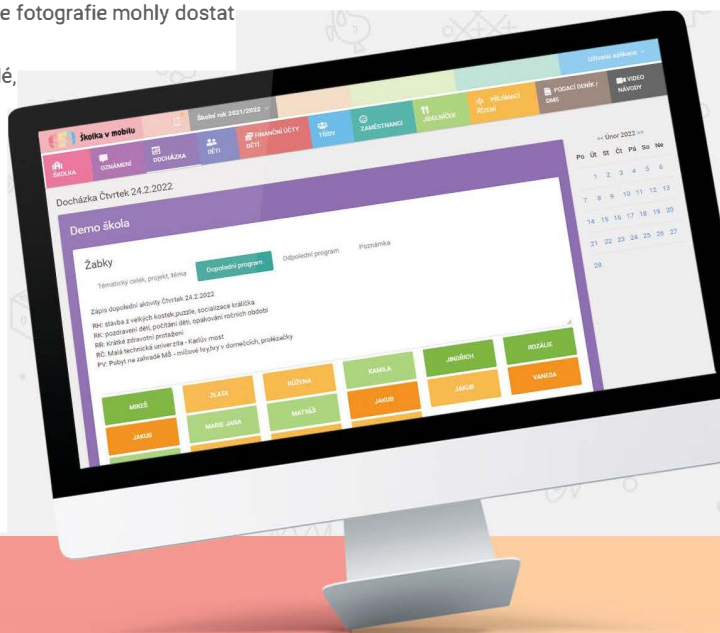 e fotografie mohly dostat
é,
Školka v mobilu
Školní rok 2021/2022
Uživatel aplikace
ŠKOLKA
OZNÁMENÍ
DOCHÁZKA
DĚTI
FINANČNÍ ÚČTY DĚTÍ
TŘÍDY
ZAMĚSTNANCI
JÍDELNÍČEK
PŘIJÍMACÍ ŘÍZENÍ
PODACÍ DENÍK / DMS
VIDEO NÁVODY
Docházka Čtvrtek 24.2.2022
Demo škola
Žabky
Tématický celek, projekt, téma
Dopolední program
Odpolední program
Poznámka
Zápis dopolední aktivity Čtvrtek 24.2.2022
RH: stavba z velkých kostek,puzzle, socializace králíčka
RK: pozdravení dětí, počítání dětí, opakování ročních období
RR: Krátké zdravotní protažení
RČ: Malá technická univerzita - Karlův most
PV: Pobyt na zahradě MŠ - míčové hry,hry v domečcích, prolézačky
MIKEŠ ZLATA RŮŽENA KAMILA JINDŘICH ROZÁLIE
JAKUB MARIE JANA MATYÁŠ JAKUB JAKUB VANESA
<< Únor 2022 >>
Po Út St Čt Pá So Ne
1 2 3 4 5 6
7 8 9 10 11 12 13
14 15 16 17 18 19 20
21 22 23 24 25 26 27
28